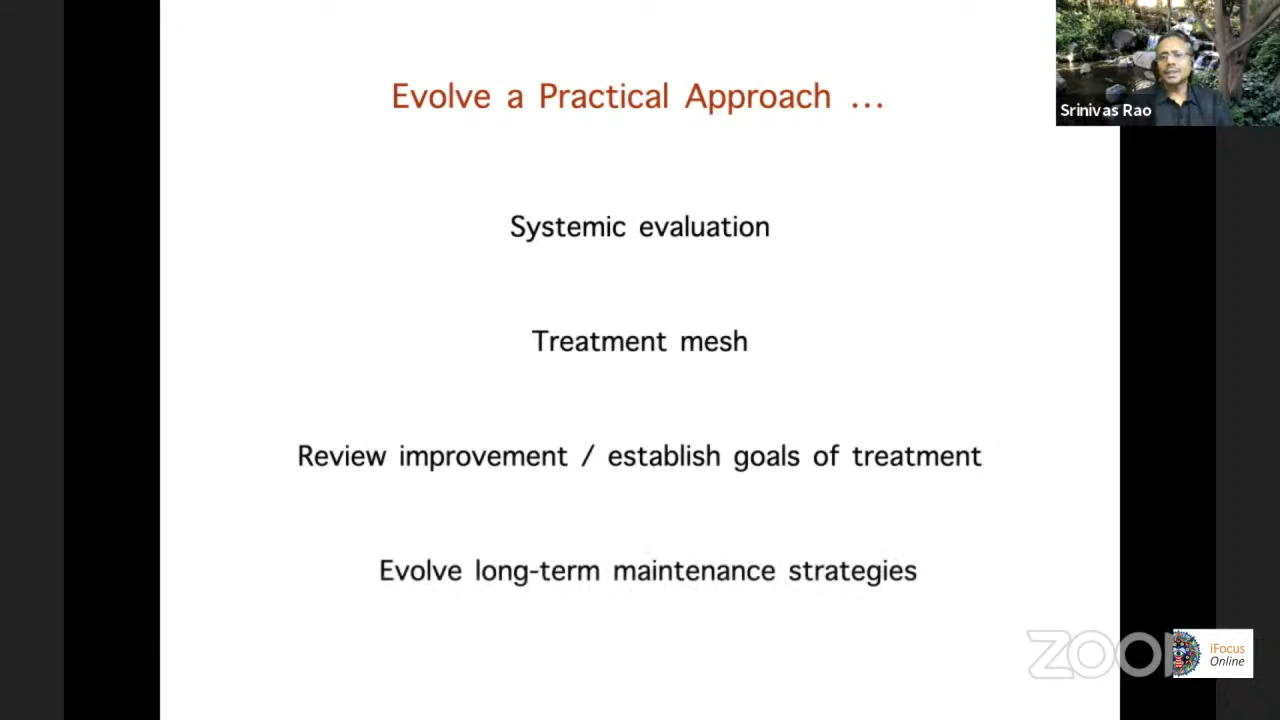 Evolve a Practical Approach ...
Srinivas Rao
Systemic evaluation
Treatment mesh
Review improvement / establish goals of treatment
Evolve long-term maintenance strategies
iFocus
Online